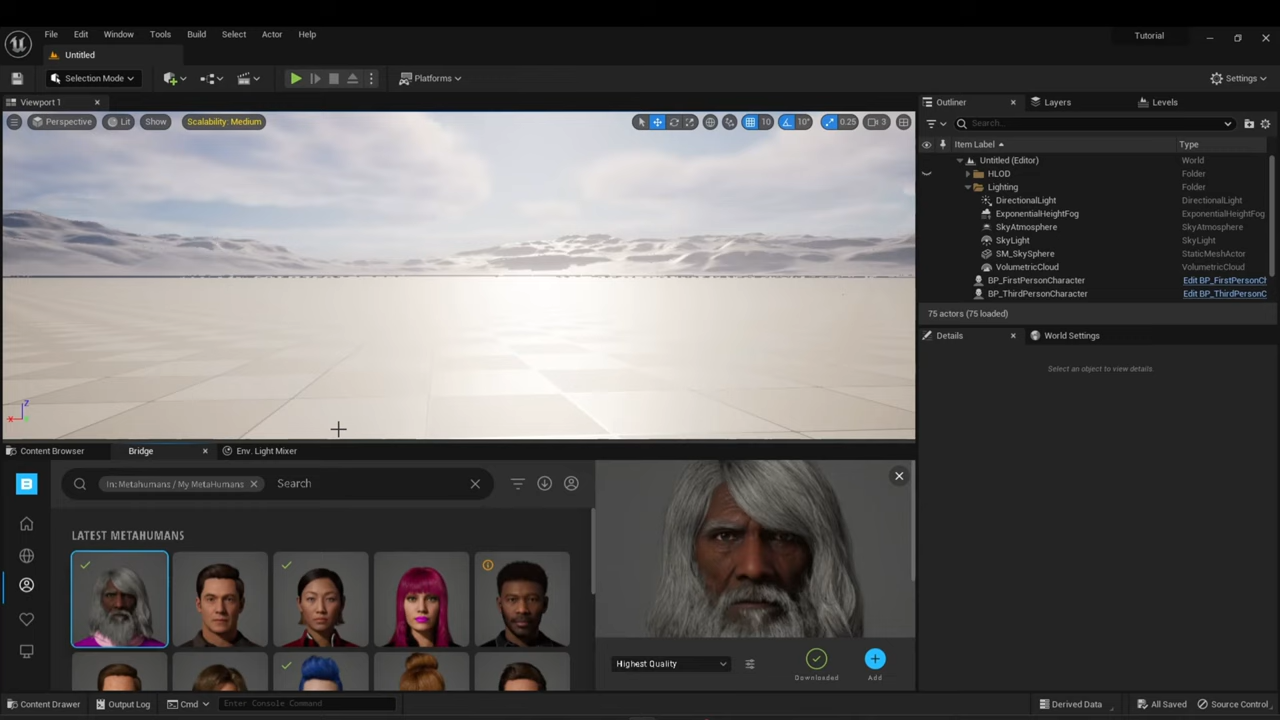 File Edit Window Tools Build Select Actor Help Tutorial
Untitled
Selection Mode Platforms Settings
Viewport 1 Outliner Layers Levels
Perspective Lit Show Scalability: Medium 10 10° 0.25 3 Search...
Item Label Type
Untitled (Editor) World
HLOD Folder
Lighting Folder
DirectionalLight DirectionalLight
ExponentialHeightFog ExponentialHeightFog
SkyAtmosphere SkyAtmosphere
SkyLight SkyLight
SM_SkySphere StaticMeshActor
VolumetricCloud VolumetricCloud
BP_FirstPersonCharacter Edit BP_FirstPersonCl
BP_ThirdPersonCharacter Edit BP_ThirdPersonC
75 actors (75 loaded)
Details World Settings
Select an object to view details.
Z
X
Content Browser Bridge Env. Light Mixer
B In: Metahumans / My MetaHumans Search
LATEST METAHUMANS
Highest Quality
Downloaded Add
Content Drawer Output Log Cmd Enter Console Command Derived Data All Saved Source Control